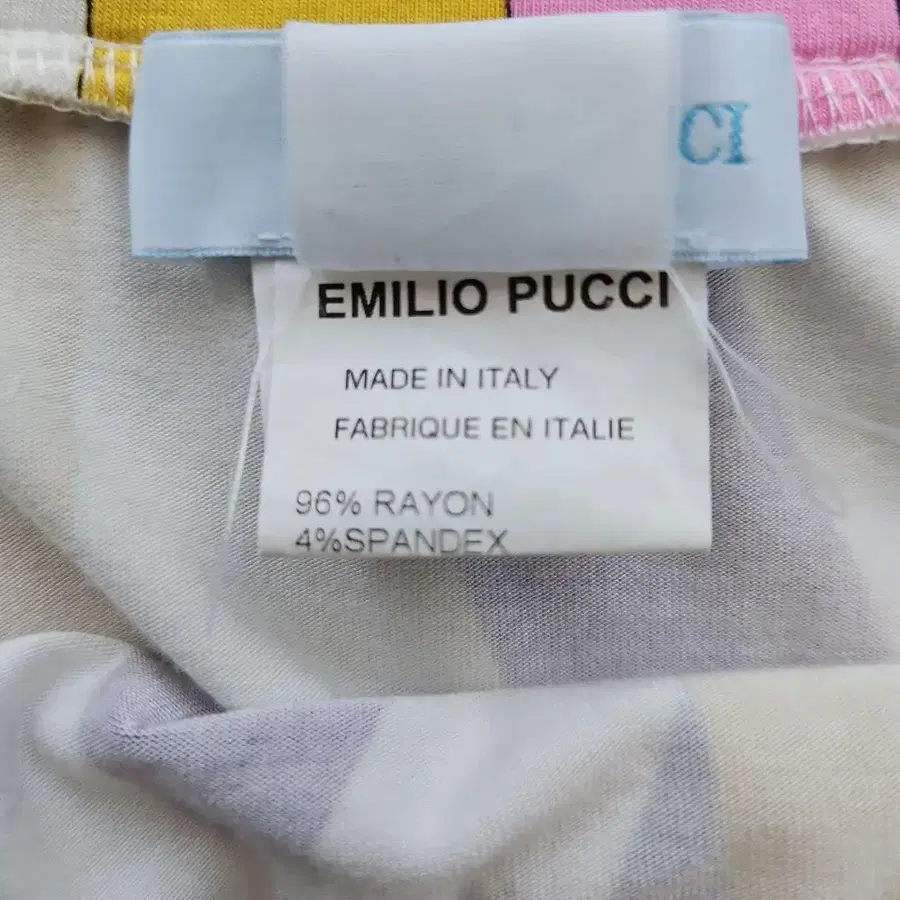 CI
EMILIO PUCCI
MADE IN ITALY
FABRIQUE EN ITALIE
96% RAYON
4%SPANDEX